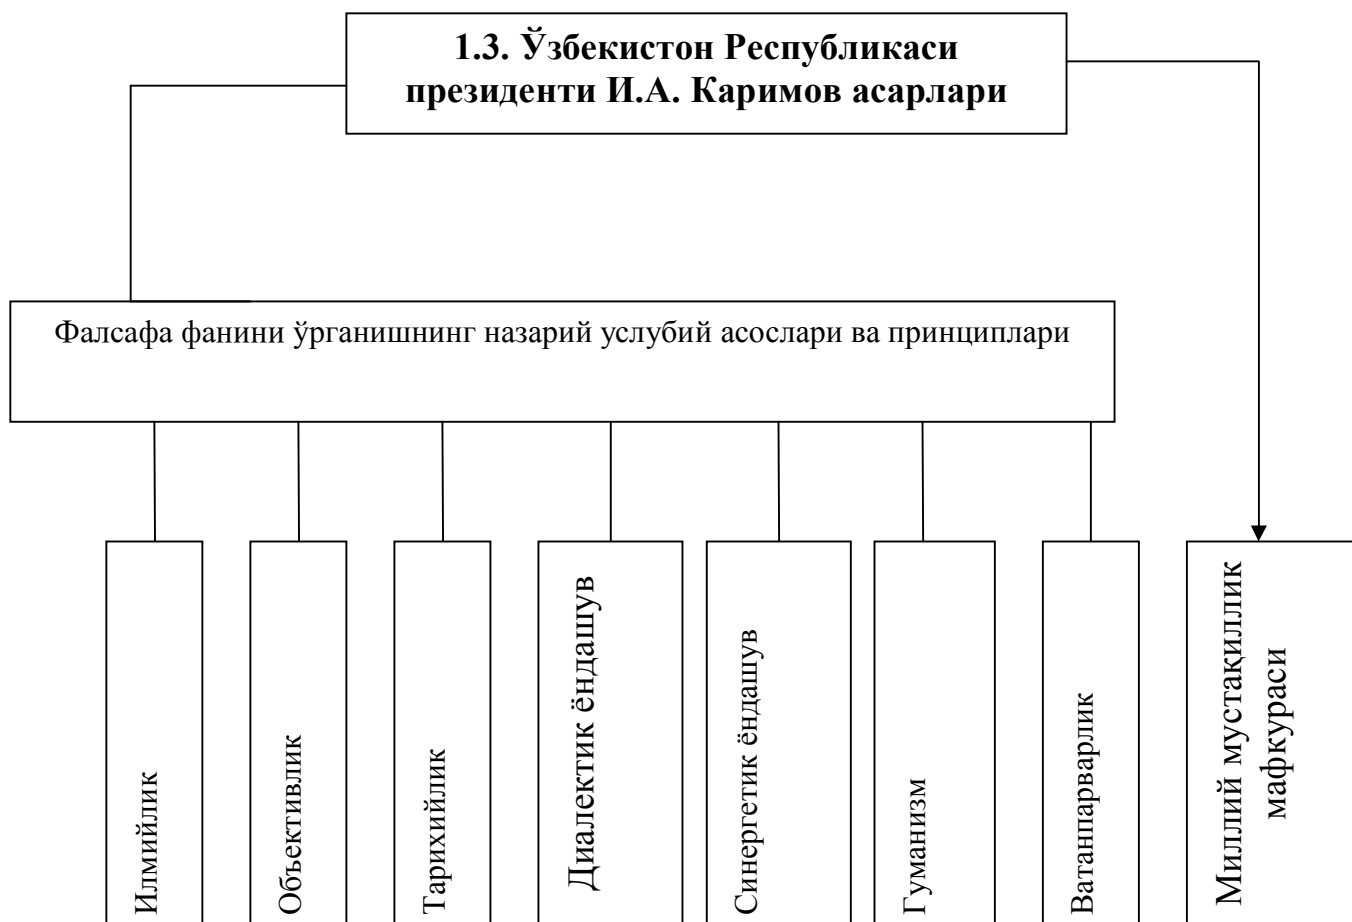 1.3. Ўзбекистон Республикаси
президенти И.А. Каримов асарлари
Фалсафа фанини ўрганишнинг назарий услубий асослари ва принциплари
Илмийлик
Объективлик
Тарихийлик
Диалектик ёндашув
Синергетик ёндашув
Гуманизм
Ватанпарварлик
Миллий мустақиллик
мафкураси